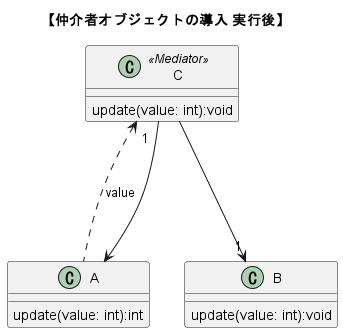 【仲介者オブジェクトの導入 実行後】
C
«Mediator»
C
update(value: int):void
1
value
1
C
A
update(value: int):int
C
B
update(value: int):void